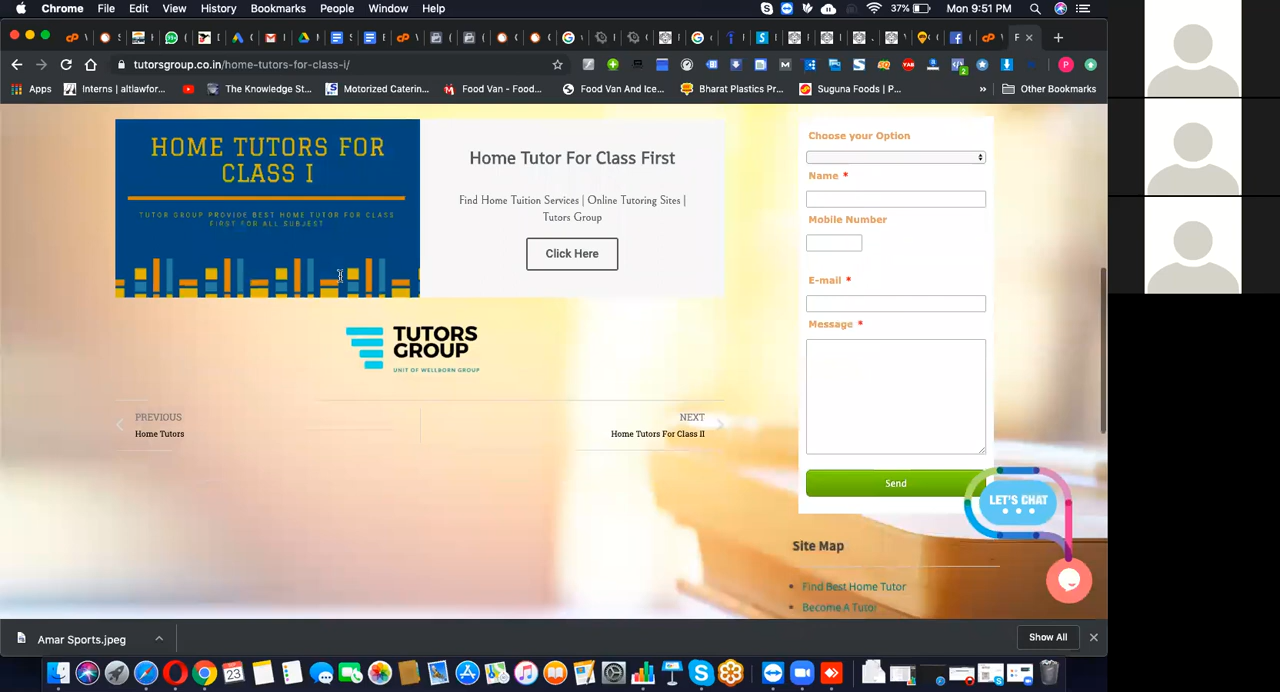 Chrome File Edit View History Bookmarks People Window Help
37% Mon 9:51 PM
tutorsgroup.co.in/home-tutors-for-class-i/
Apps Interns | altlawfor... The Knowledge St... Motorized Caterin... Food Van - Food... Food Van And Ice... Bharat Plastics Pr... Suguna Foods | P... » Other Bookmarks
HOME TUTORS FOR
CLASS I
TUTOR GROUP PROVIDE BEST HOME TUTOR FOR CLASS
FIRST FOR ALL SUBJECT
Home Tutor For Class First
Find Home Tuition Services | Online Tutoring Sites |
Tutors Group
Click Here
TUTORS
GROUP
UNIT OF WELLBORN GROUP
PREVIOUS
Home Tutors
NEXT
Home Tutors For Class II
Choose your Option
Name *
Mobile Number
E-mail *
Message *
Send
LET'S CHAT
Site Map
Find Best Home Tutor
Become A Tutor
Amar Sports.jpeg
Show All